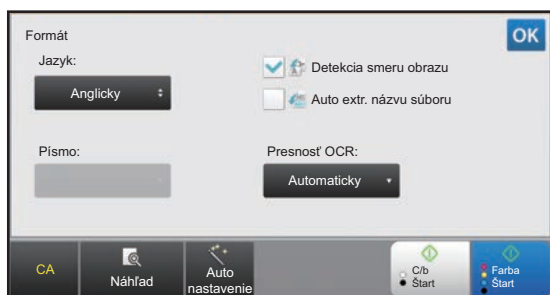 Formát
OK
Jazyk:
Detekcia smeru obrazu
Anglicky
Auto extr. názvu súboru
Písmo:
Presnosť OCR:
Automaticky
CA
Náhľad
Auto
nastavenie
C/b
Štart
Farba
Štart